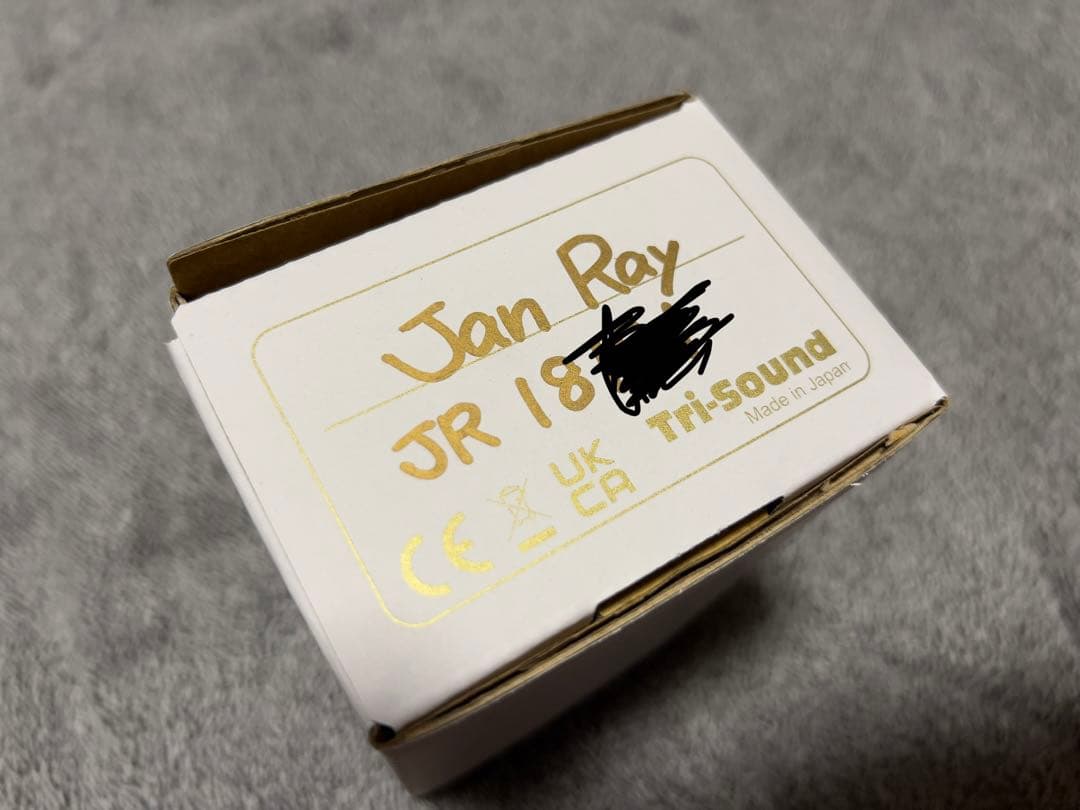 Jan Ray
JR 18
Tri-Sound
Made in Japan
CE
UK
CA